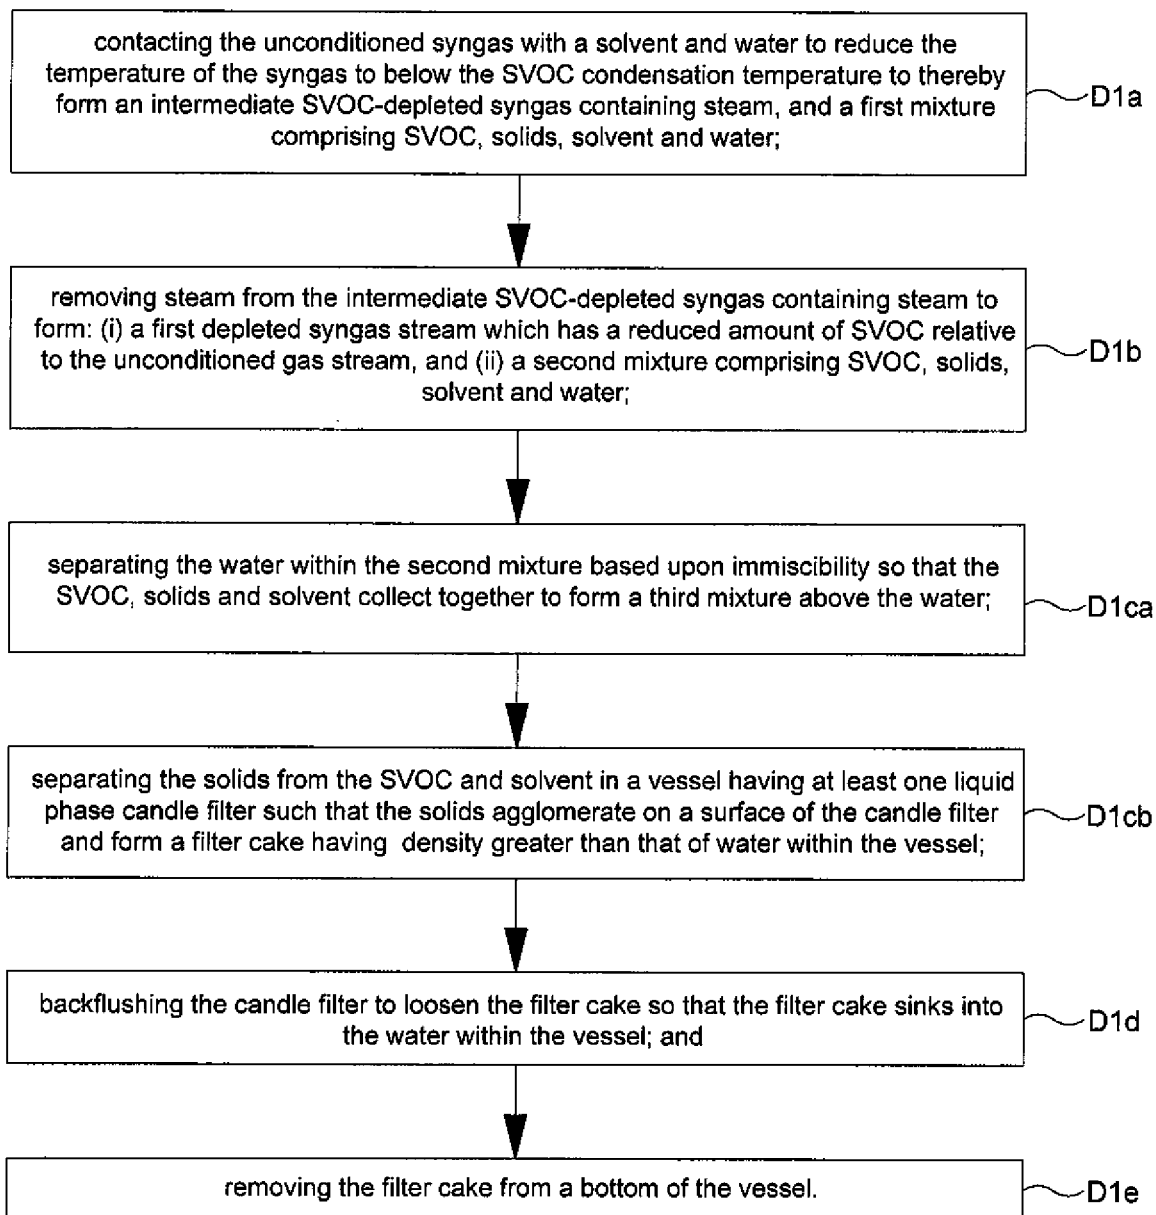 contacting the unconditioned syngas with a solvent and water to reduce the
temperature of the syngas to below the SVOC condensation temperature to thereby
form an intermediate SVOC-depleted syngas containing steam, and a first mixture
comprising SVOC, solids, solvent and water;
D1a
removing steam from the intermediate SVOC-depleted syngas containing steam to
form: (i) a first depleted syngas stream which has a reduced amount of SVOC relative
to the unconditioned gas stream, and (ii) a second mixture comprising SVOC, solids,
solvent and water;
D1b
separating the water within the second mixture based upon immiscibility so that the
SVOC, solids and solvent collect together to form a third mixture above the water;
D1ca
separating the solids from the SVOC and solvent in a vessel having at least one liquid
phase candle filter such that the solids agglomerate on a surface of the candle filter
and form a filter cake having density greater than that of water within the vessel;
D1cb
backflushing the candle filter to loosen the filter cake so that the filter cake sinks into
the water within the vessel; and
D1d
removing the filter cake from a bottom of the vessel.
D1e